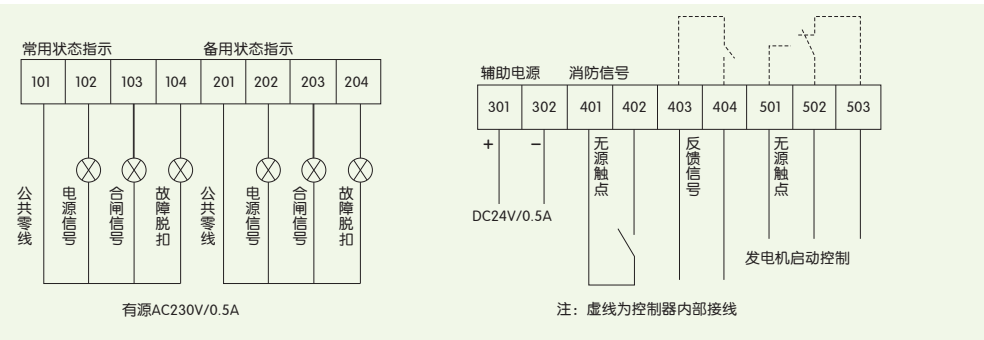 常用状态指示
备用状态指示
101 102 103 104 201 202 203 204
公共零线
电源信号
合闸信号
故障脱扣
公共零线
电源信号
合闸信号
故障脱扣
有源AC230V/0.5A
辅助电源
消防信号
301 302 401 402 403 404 501 502 503
+
−
无源触点
反馈信号
无源触点
DC24V/0.5A
发电机启动控制
注：虚线为控制器内部接线